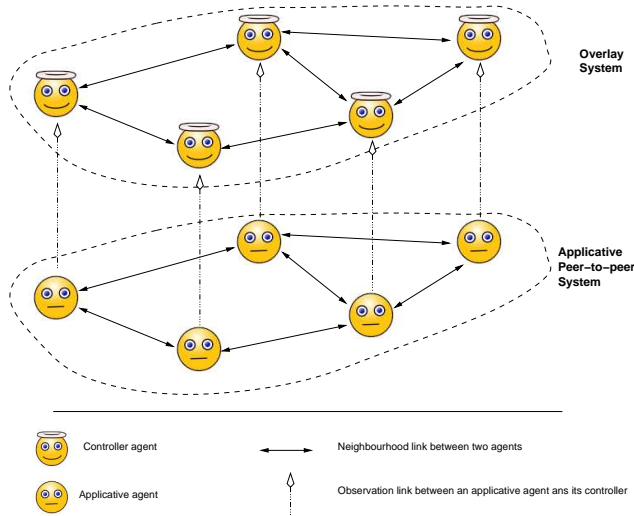 Overlay
System
Applicative
Peer-to-peer
System
Controller agent
Neighbourhood link between two agents
Applicative agent
Observation link between an applicative agent ans its controller